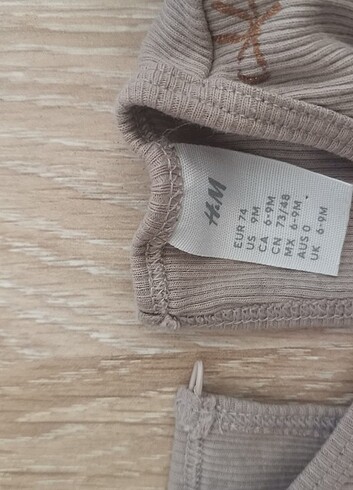 H&M
EUR 74
US 9M
CA 6-9M
CN 73/48
MX 6-9M
AUS 0
UK 6-9M